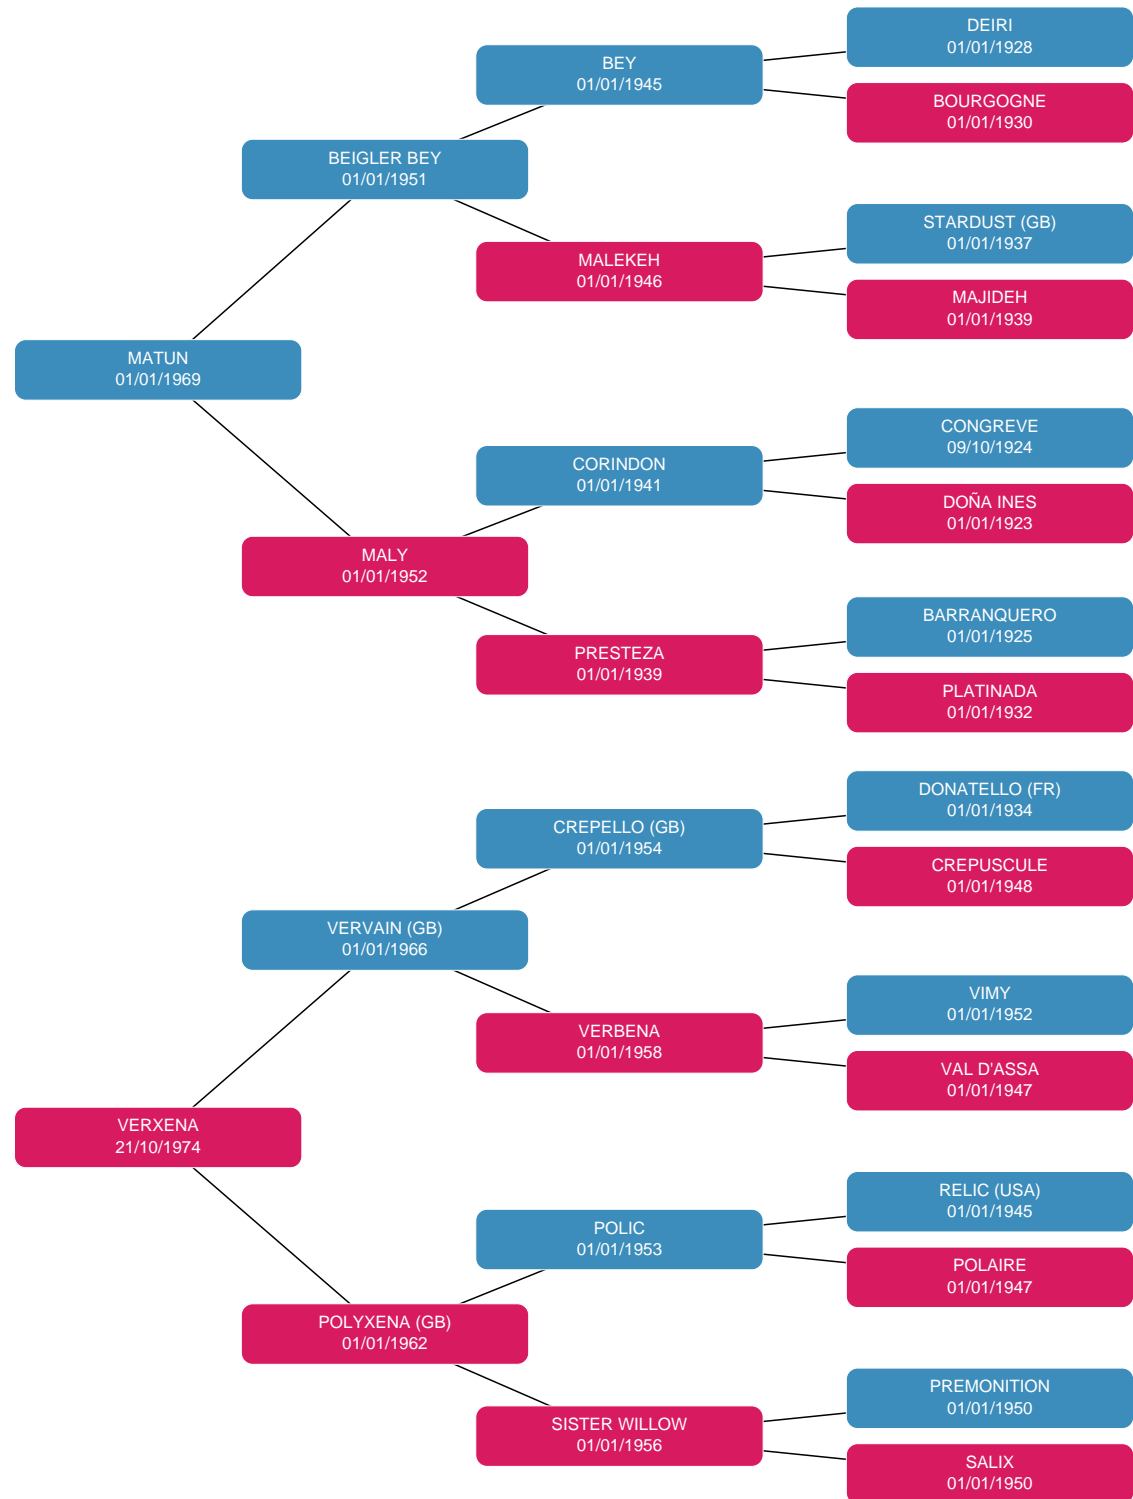 DEIRI
01/01/1928
BEY
01/01/1945
BOURGOGNE
01/01/1930
BEIGLER BEY
01/01/1951
STARDUST (GB)
01/01/1937
MALEKEH
01/01/1946
MAJIDEH
01/01/1939
MATUN
01/01/1969
CONGREVE
09/10/1924
CORINDON
01/01/1941
DOÑA INES
01/01/1923
MALY
01/01/1952
BARRANQUERO
01/01/1925
PRESTEZA
01/01/1939
PLATINADA
01/01/1932
DONATELLO (FR)
01/01/1934
CREPELLO (GB)
01/01/1954
CREPUSCULE
01/01/1948
VERVAIN (GB)
01/01/1966
VIMY
01/01/1952
VERBENA
01/01/1958
VAL D'ASSA
01/01/1947
VERXENA
21/10/1974
RELIC (USA)
01/01/1945
POLIC
01/01/1953
POLAIRE
01/01/1947
POLYXENA (GB)
01/01/1962
PREMONITION
01/01/1950
SISTER WILLOW
01/01/1956
SALIX
01/01/1950